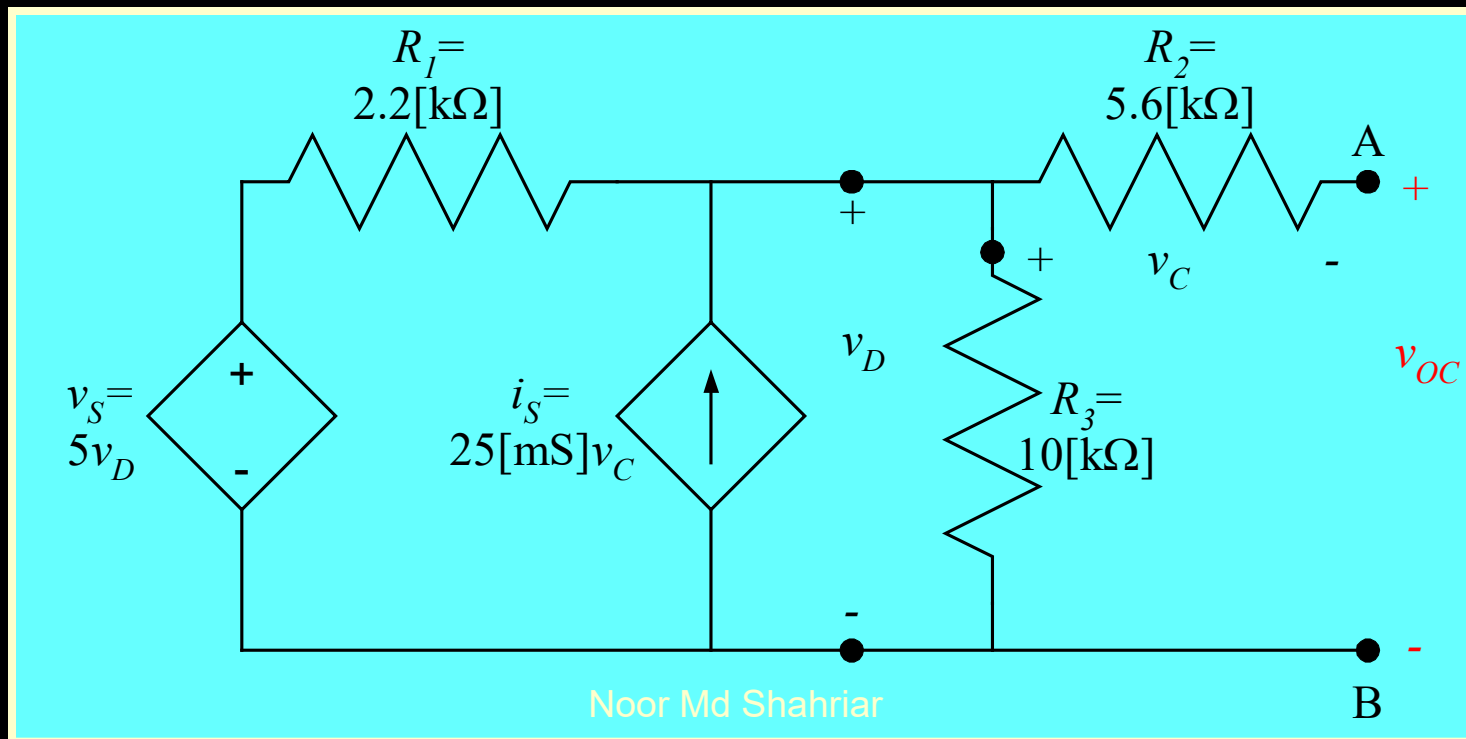 R1=
2.2[kΩ]
R2=
5.6[kΩ]
A
+
+
+
vC
-
vD
vOC
+
vS=
5vD
-
iS=
25[mS]vC
R3=
10[kΩ]
-
-
Noor Md Shahriar
B